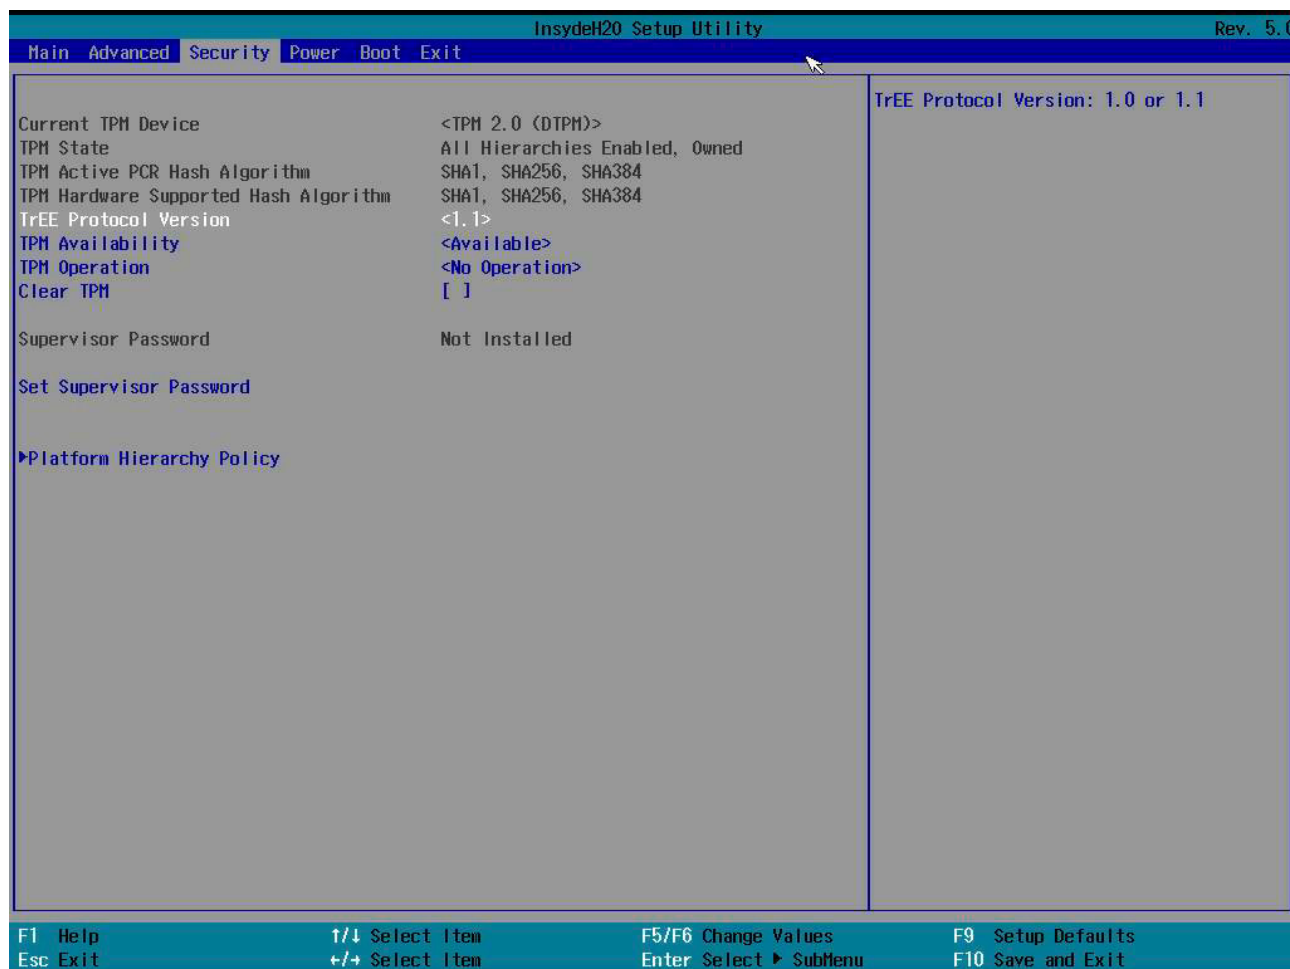 InsydeH2O Setup Utility Rev. 5.0
Main Advanced Security Power Boot Exit
TrEE Protocol Version: 1.0 or 1.1
Current TPM Device <TPM 2.0 (DTPM)>
TPM State All Hierarchies Enabled, Owned
TPM Active PCR Hash Algorithm SHA1, SHA256, SHA384
TPM Hardware Supported Hash Algorithm SHA1, SHA256, SHA384
TrEE Protocol Version <1.1>
TPM Availability <Available>
TPM Operation <No Operation>
Clear TPM [ ]
Supervisor Password Not Installed
Set Supervisor Password
▶Platform Hierarchy Policy
F1 Help ↑/↓ Select Item F5/F6 Change Values F9 Setup Defaults
Esc Exit ←/→ Select Item Enter Select ▶ SubMenu F10 Save and Exit